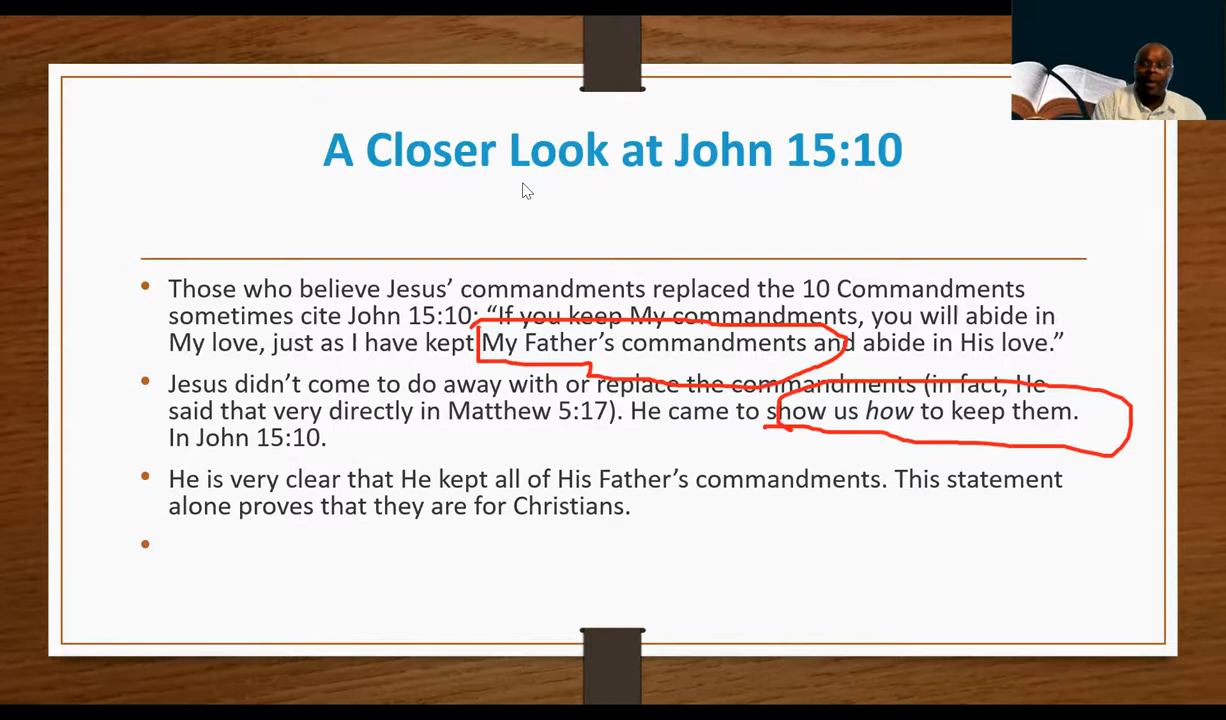 A Closer Look at John 15:10
• Those who believe Jesus’ commandments replaced the 10 Commandments
sometimes cite John 15:10: “If you keep My commandments, you will abide in
My love, just as I have kept My Father’s commandments and abide in His love.”
• Jesus didn’t come to do away with or replace the commandments (in fact, He
said that very directly in Matthew 5:17). He came to show us how to keep them.
In John 15:10.
• He is very clear that He kept all of His Father’s commandments. This statement
alone proves that they are for Christians.
•